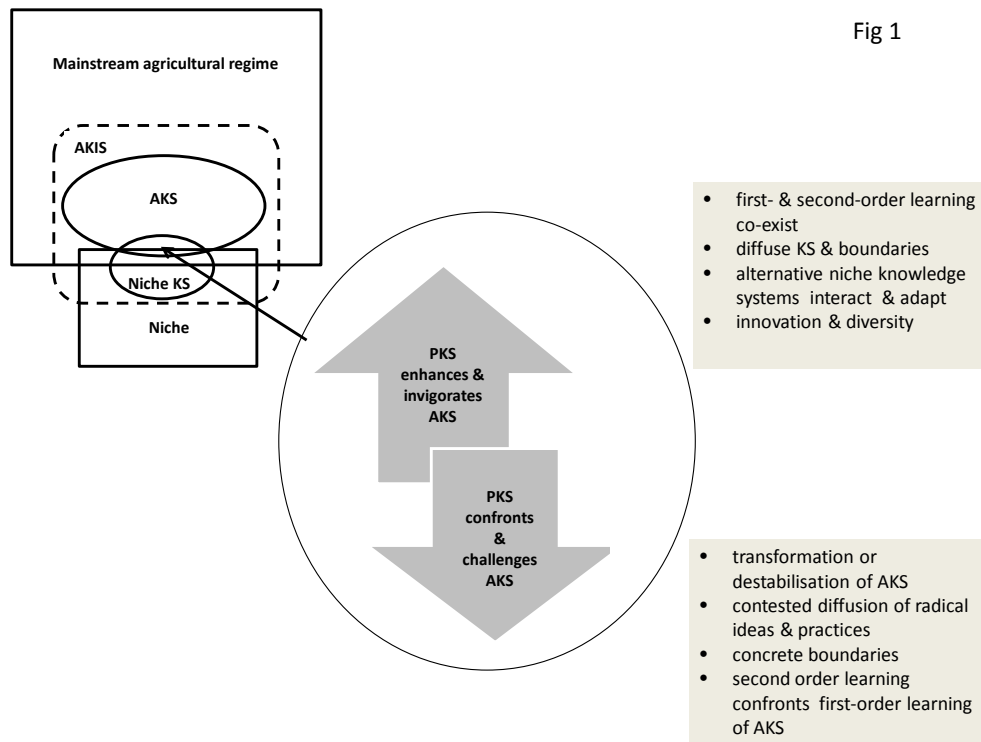 Fig 1
Mainstream agricultural regime
AKIS
AKS
Niche KS
Niche
PKS
enhances &
invigorates
AKS
PKS
confronts
&
challenges
AKS
• first- & second-order learning
co-exist
• diffuse KS & boundaries
• alternative niche knowledge
systems interact & adapt
• innovation & diversity
• transformation or
destabilisation of AKS
• contested diffusion of radical
ideas & practices
• concrete boundaries
• second order learning
confronts first-order learning
of AKS